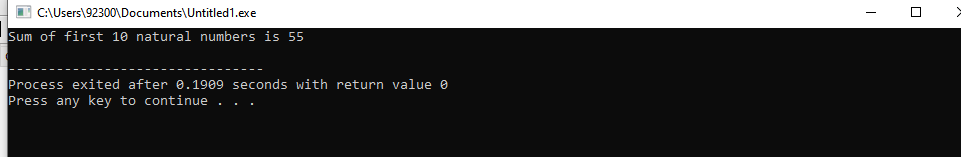 C:\Users\92300\Documents\Untitled1.exe
Sum of first 10 natural numbers is 55
--------------------------------
Process exited after 0.1909 seconds with return value 0
Press any key to continue . . .